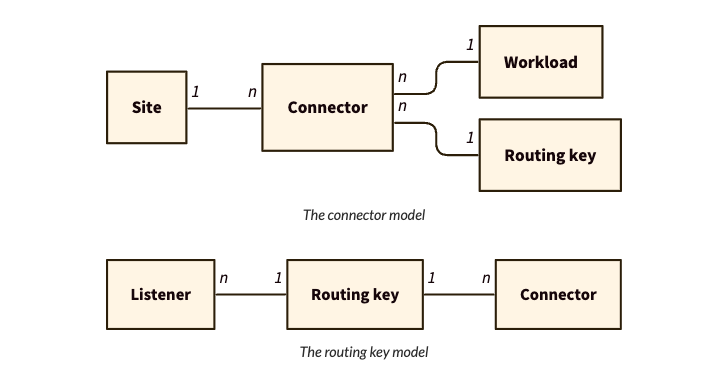 1
Workload
n
1
n
Site
Connector
n
1
Routing key
The connector model
n
1
1
n
Listener
Routing key
Connector
The routing key model